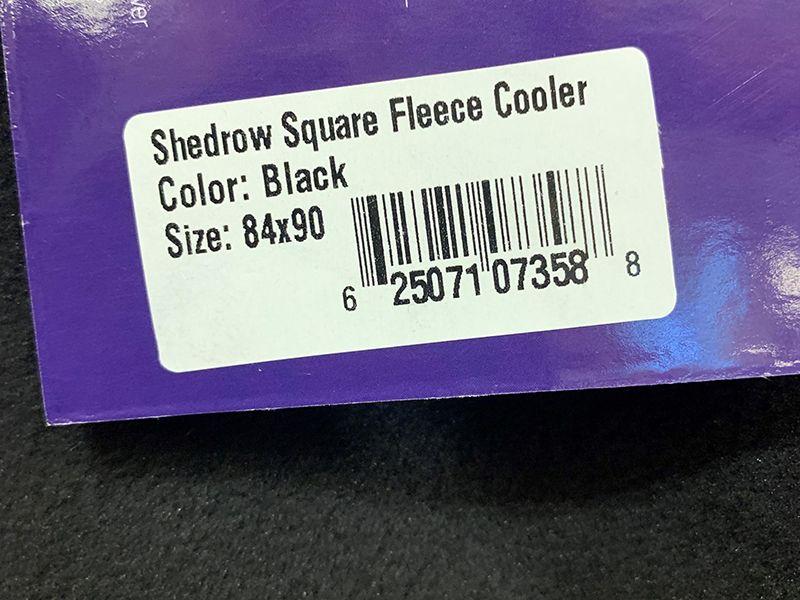 Shedrow Square Fleece Cooler
Color: Black
Size: 84x90
6 25071 07358 8